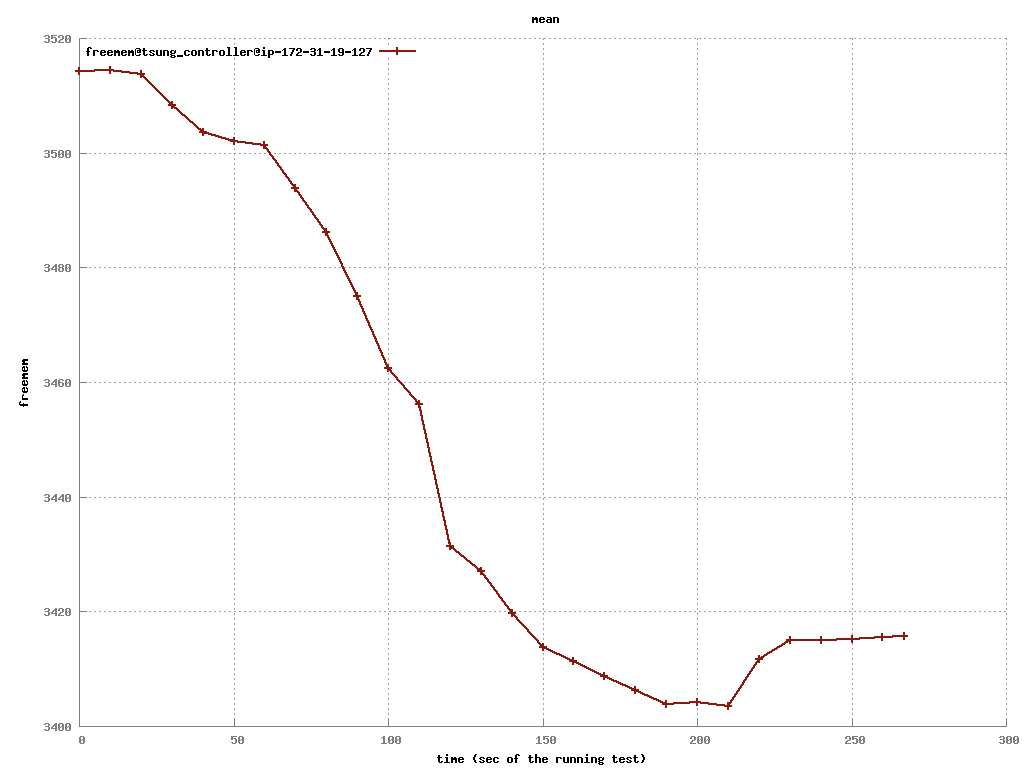 mean
3520
freemem@tsung_controller@ip-172-31-19-127
3500
3480
3460
freemem
3440
3420
3400
0 50 100 150 200 250 300
time (sec of the running test)